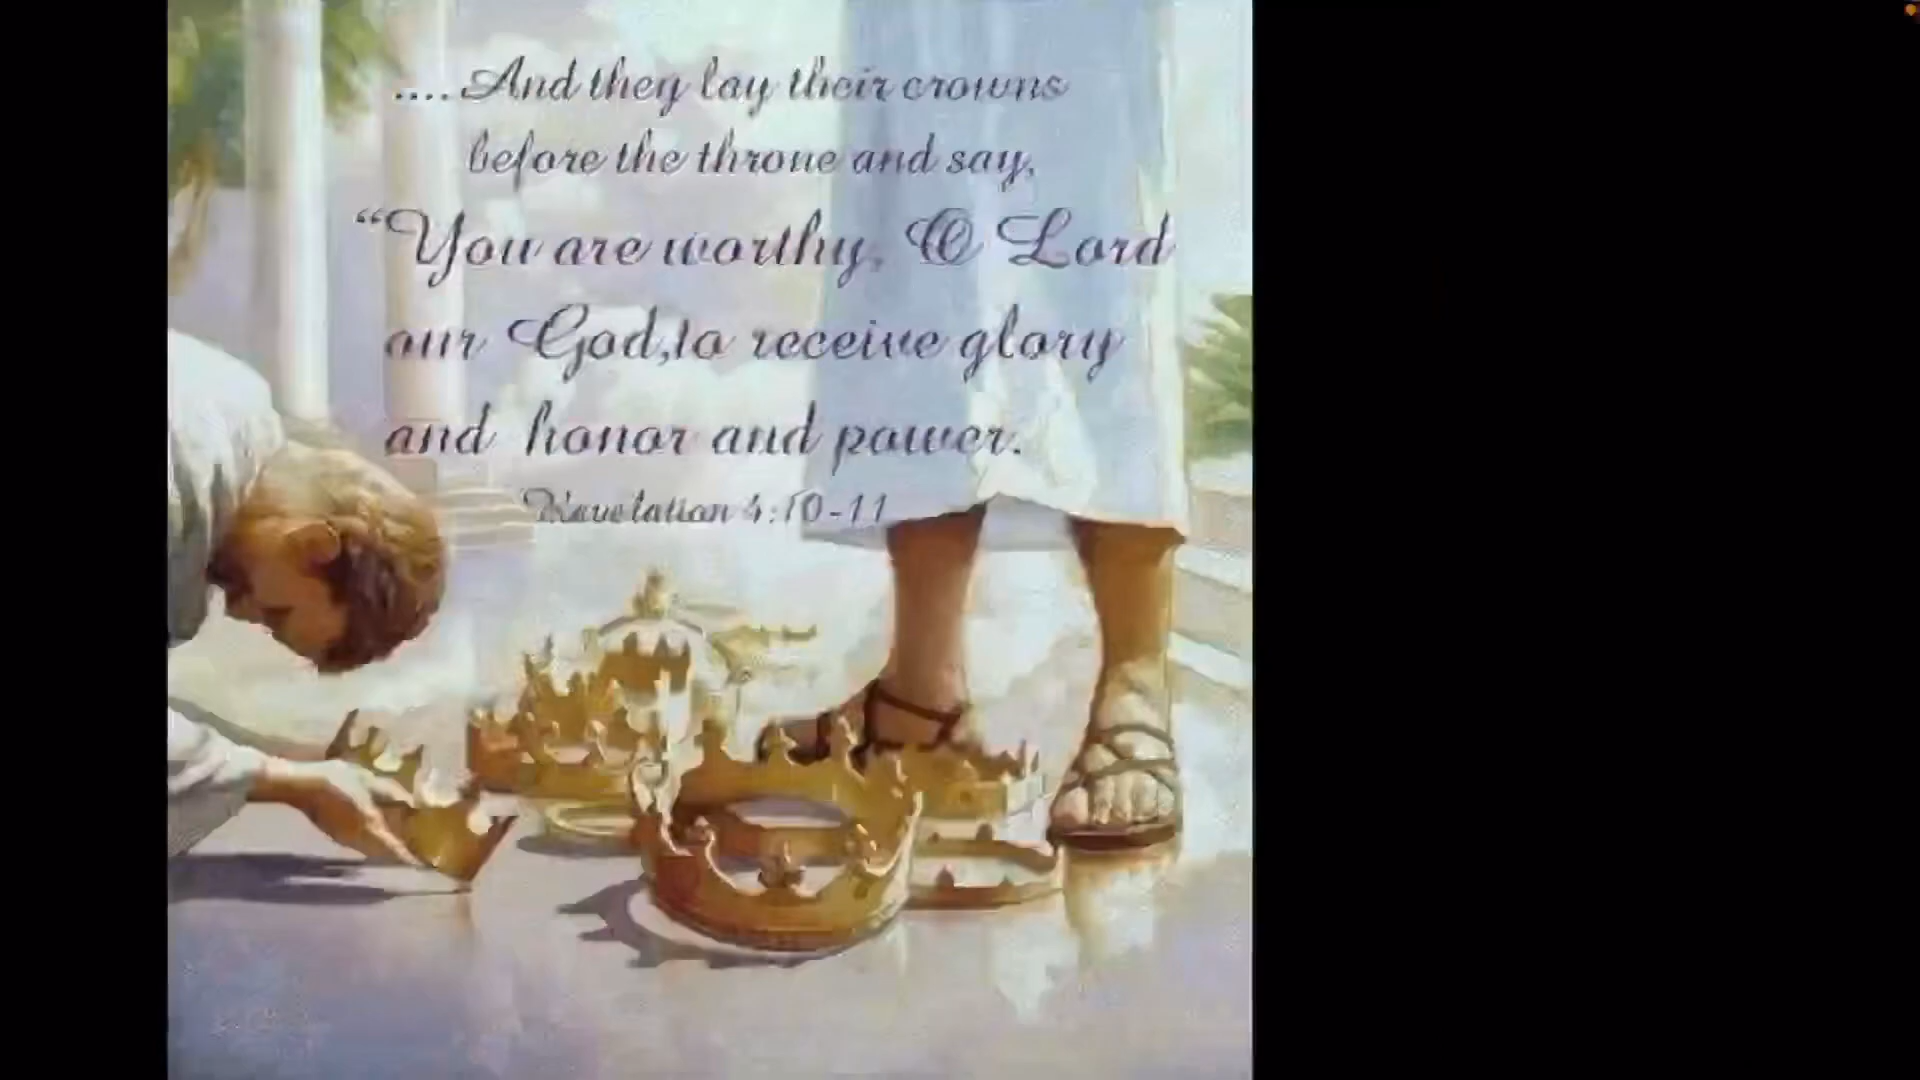 ....And they lay their crowns
before the throne and say,
“You are worthy, O Lord
our God,to receive glory
and honor and power.
Revelation 4:10-11